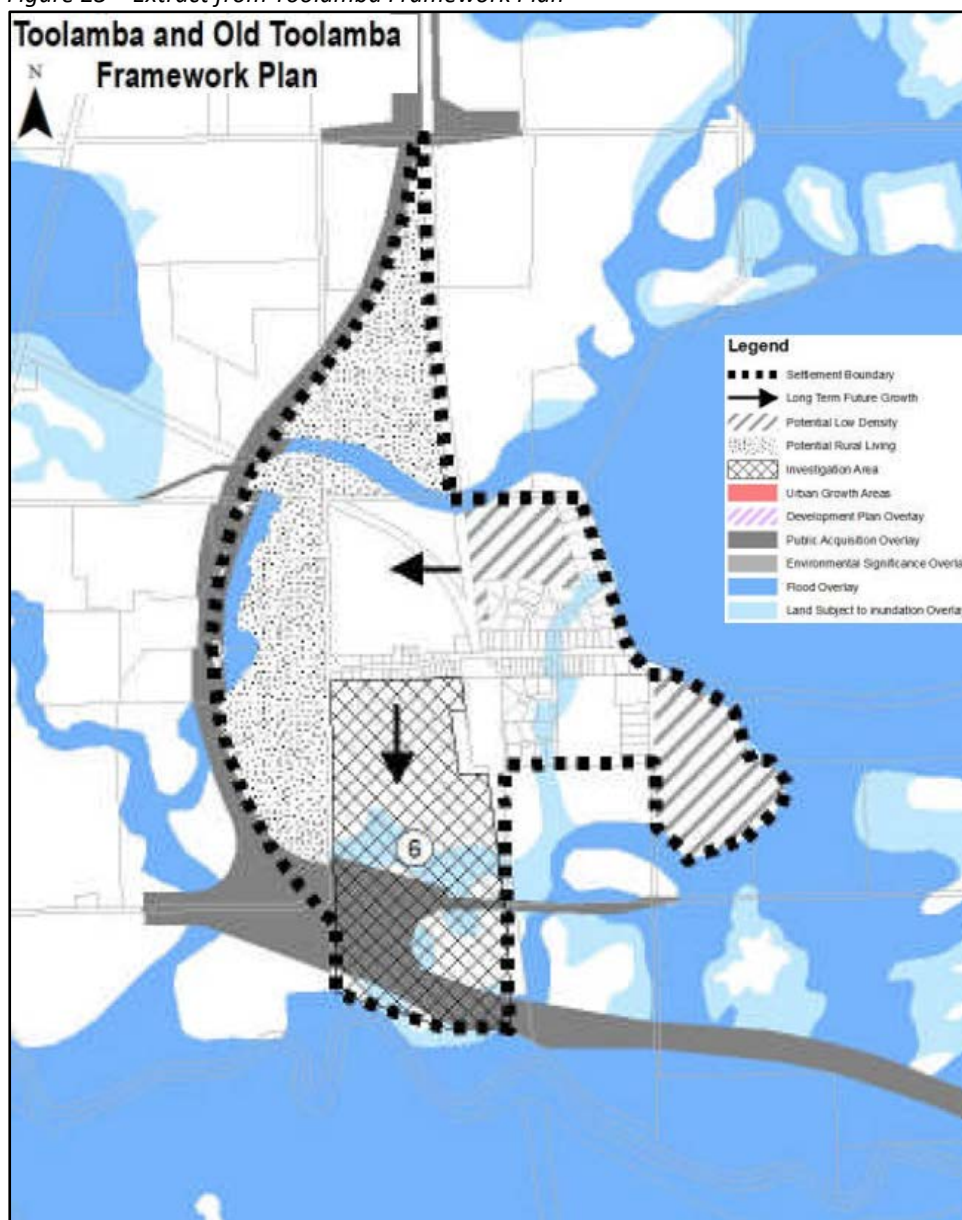 Figure 23 – Extract from Toolamba Framework Plan
Toolamba and Old Toolamba
Framework Plan
N
Legend
Settlement Boundary
Long Term Future Growth
Potential Low Density
Potential Rural Living
Investigation Area
Urban Growth Areas
Development Plan Overlay
Public Acquisition Overlay
Environmental Significance Overla
Flood Overlay
Land Subject to inundation Overla
6